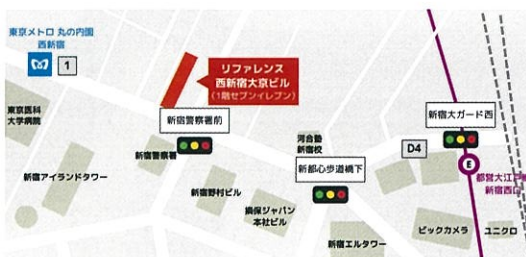 東京メトロ 丸の内線
西新宿
1
リファレンス
西新宿大京ビル
(1階セブンイレブン)
東京医科
大学病院
新宿警察署前
新宿大ガード西
新宿警察署
河合塾
新宿校
D4
新都心歩道橋下
E
都営大江戸
新宿西口
新宿アイランドタワー
新宿野村ビル
損保ジャパン
本社ビル
ビックカメラ
ユニクロ
新宿エルタワー